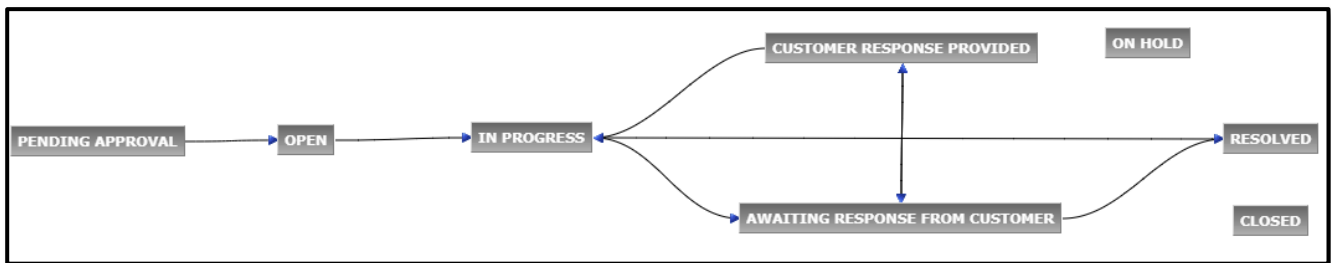 CUSTOMER RESPONSE PROVIDED
ON HOLD
PENDING APPROVAL
OPEN
IN PROGRESS
RESOLVED
AWAITING RESPONSE FROM CUSTOMER
CLOSED